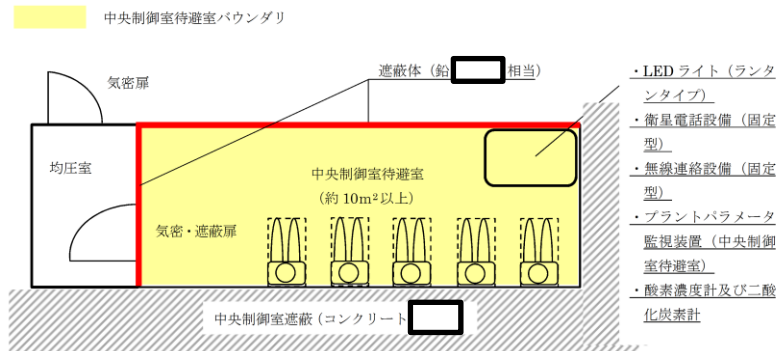 中央制御室待避室バウンダリ
気密扉
遮蔽体（鉛 相当）
均圧室
中央制御室待避室
（約 10m²以上）
気密・遮蔽扉
中央制御室遮蔽（コンクリート
・LED ライト（ランタ
ンタイプ）
・衛星電話設備（固定
型）
・無線連絡設備（固定
型）
・プラントパラメータ
監視装置（中央制御
室待避室）
・酸素濃度計及び二酸
化炭素計